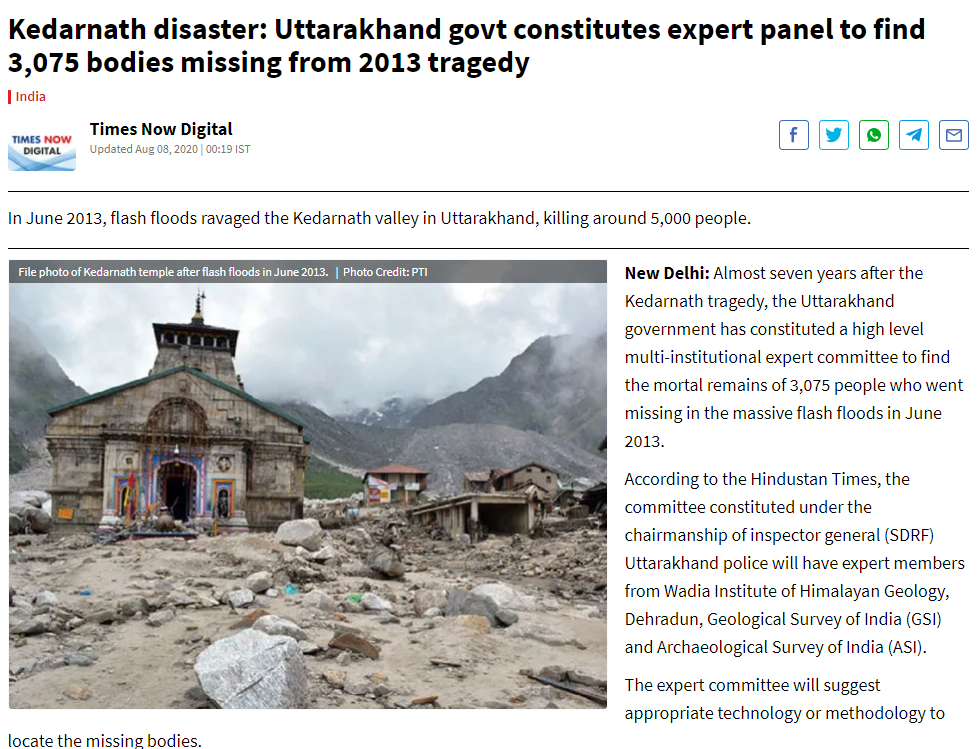 Kedarnath disaster: Uttarakhand govt constitutes expert panel to find
3,075 bodies missing from 2013 tragedy
India
TIMES NOW
DIGITAL
Times Now Digital
Updated Aug 08, 2020 | 00:19 IST
In June 2013, flash floods ravaged the Kedarnath valley in Uttarakhand, killing around 5,000 people.
File photo of Kedarnath temple after flash floods in June 2013. | Photo Credit: PTI
New Delhi: Almost seven years after the
Kedarnath tragedy, the Uttarakhand
government has constituted a high level
multi-institutional expert committee to find
the mortal remains of 3,075 people who went
missing in the massive flash floods in June
2013.
According to the Hindustan Times, the
committee constituted under the
chairmanship of inspector general (SDRF)
Uttarakhand police will have expert members
from Wadia Institute of Himalayan Geology,
Dehradun, Geological Survey of India (GSI)
and Archaeological Survey of India (ASI).
The expert committee will suggest
appropriate technology or methodology to
locate the missing bodies.